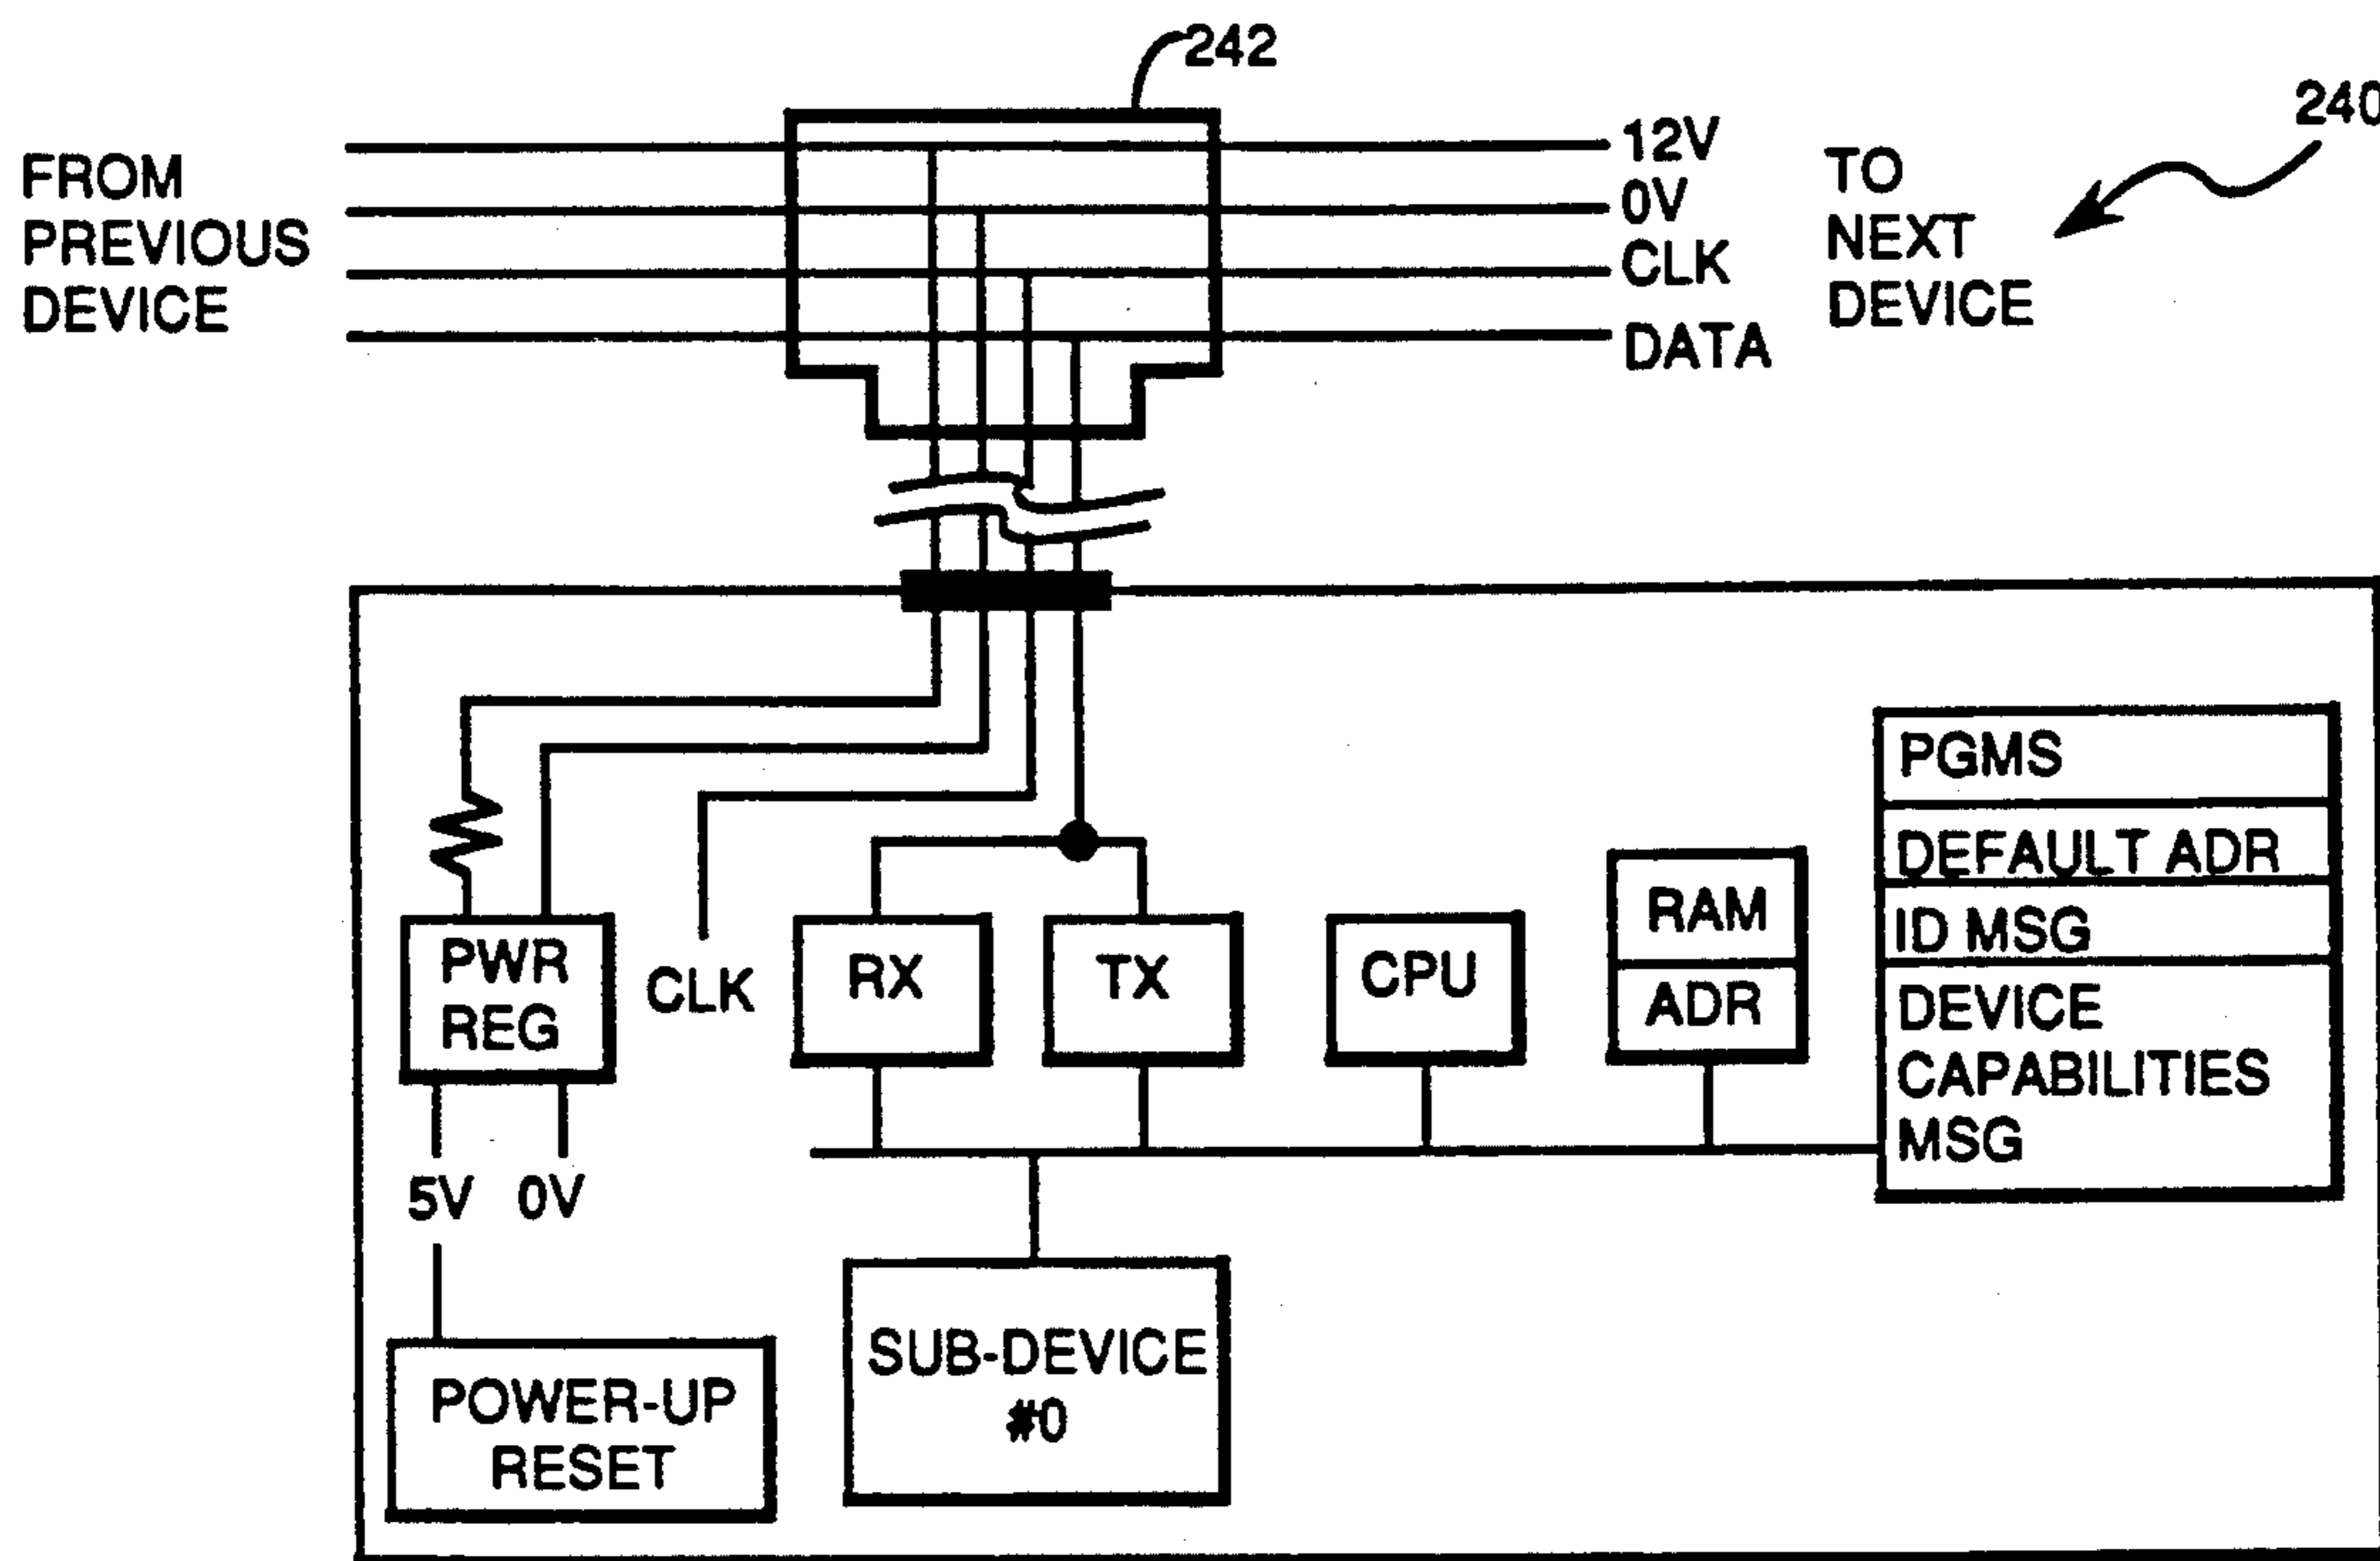 242
240
FROM
PREVIOUS
DEVICE
12V
0V
CLK
DATA
TO
NEXT
DEVICE
PWR
REG
CLK
RX
TX
CPU
RAM
ADR
PGMS
DEFAULT ADR
ID MSG
DEVICE
CAPABILITIES
MSG
5V
0V
POWER-UP
RESET
SUB-DEVICE
#0